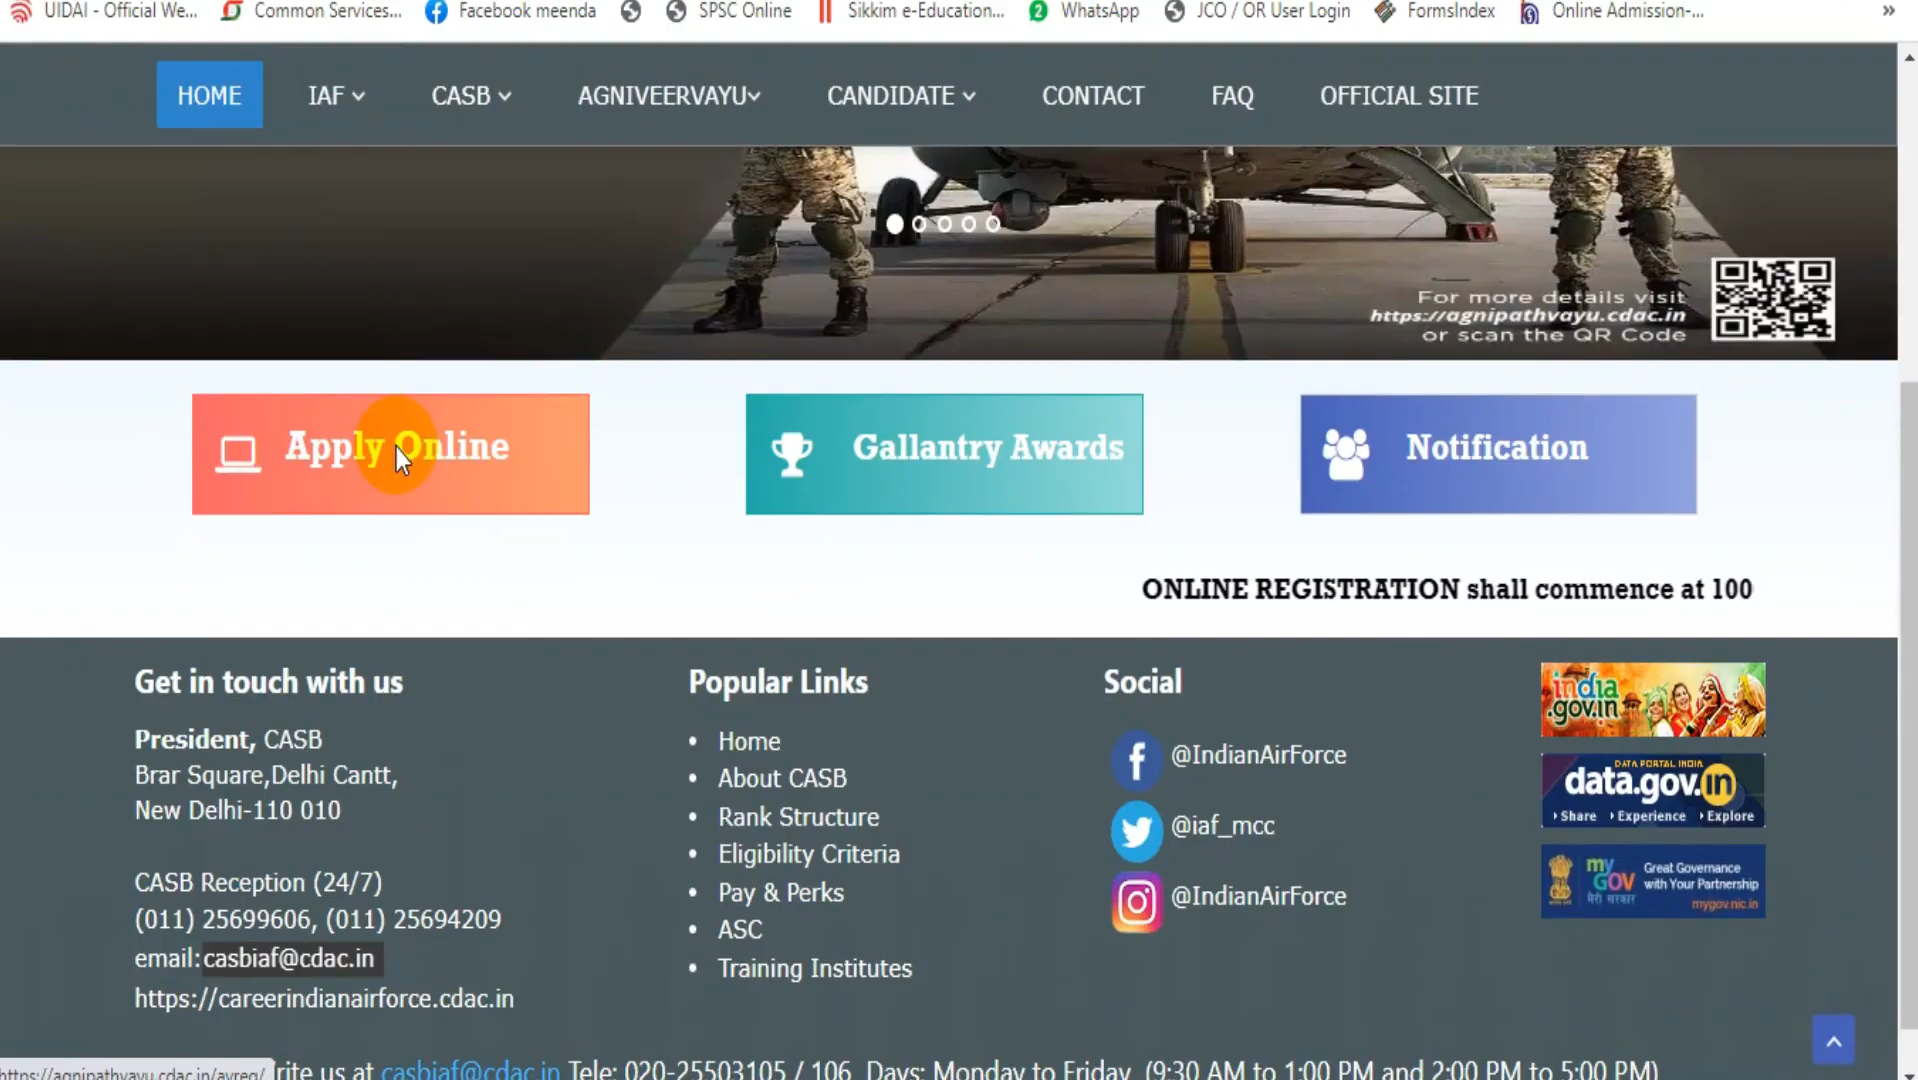 UIDAI - Official We...
Common Services...
Facebook meenda
SPSC Online
Sikkim e-Education...
2
WhatsApp
JCO / OR User Login
FormsIndex
Online Admission-...
»
HOME
IAF
CASB
AGNIVEERVAYU
CANDIDATE
CONTACT
FAQ
OFFICIAL SITE
For more details visit
https://agnipathvayu.cdac.in
or scan the QR Code
Apply Online
Gallantry Awards
Notification
ONLINE REGISTRATION shall commence at 100
Get in touch with us
President, CASB
Brar Square,Delhi Cantt,
New Delhi-110 010
CASB Reception (24/7)
(011) 25699606, (011) 25694209
email:casbiaf@cdac.in
https://careerindianairforce.cdac.in
Popular Links
• Home
• About CASB
• Rank Structure
• Eligibility Criteria
• Pay & Perks
• ASC
• Training Institutes
Social
@IndianAirForce
@iaf_mcc
@IndianAirForce
india
.gov.in
DATA PORTAL INDIA
data.gov.in
Share Experience Explore
my
GOV
मेरी सरकार
Great Governance
with Your Partnership
mygov.nic.in
https://agnipathvayu.cdac.in/avreg/
rite us at casbiaf@cdac.in Tele: 020-25503105 / 106, Days: Monday to Friday, (9:30 AM to 1:00 PM and 2:00 PM to 5:00 PM)